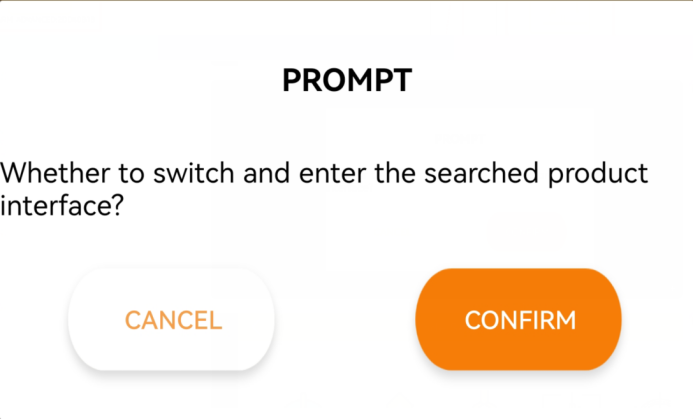 PROMPT
Whether to switch and enter the searched product
interface?
CANCEL
CONFIRM